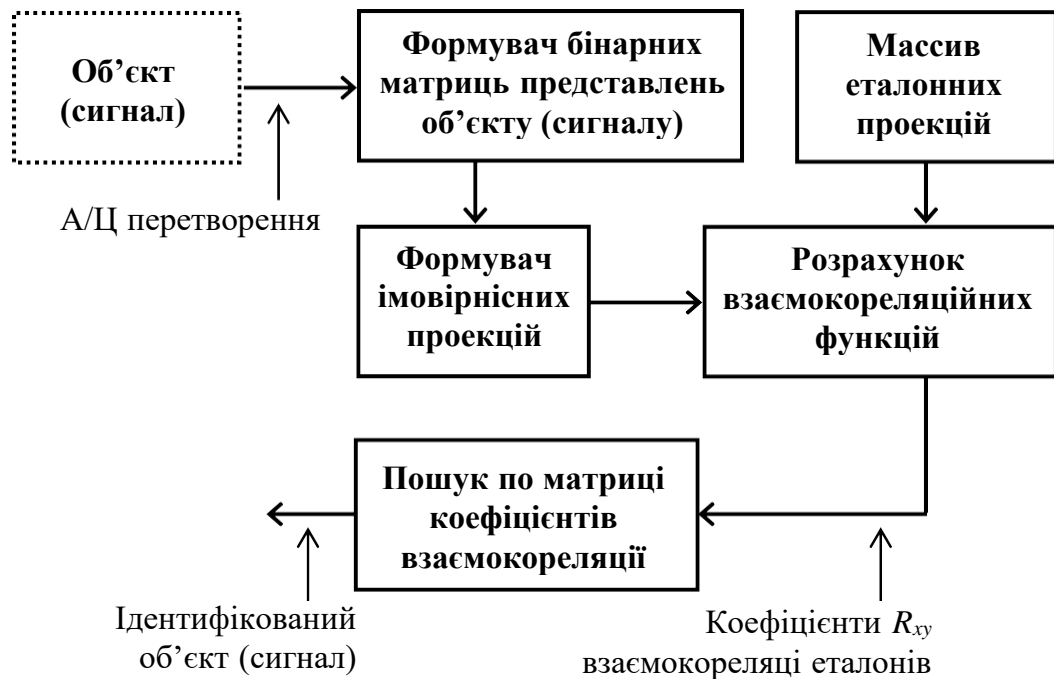 Об’єкт
(сигнал)
Формувач бінарних
матриць представлень
об’єкту (сигналу)
Массив
еталонних
проекцій
А/Ц перетворення
Формувач
імовірнісних
проекцій
Розрахунок
взаємокореляційних
функцій
Пошук по матриці
коефіцієнтів
взаємокореляції
Ідентифікований
об’єкт (сигнал)
Коефіцієнти Rxy
взаємокореляці еталонів